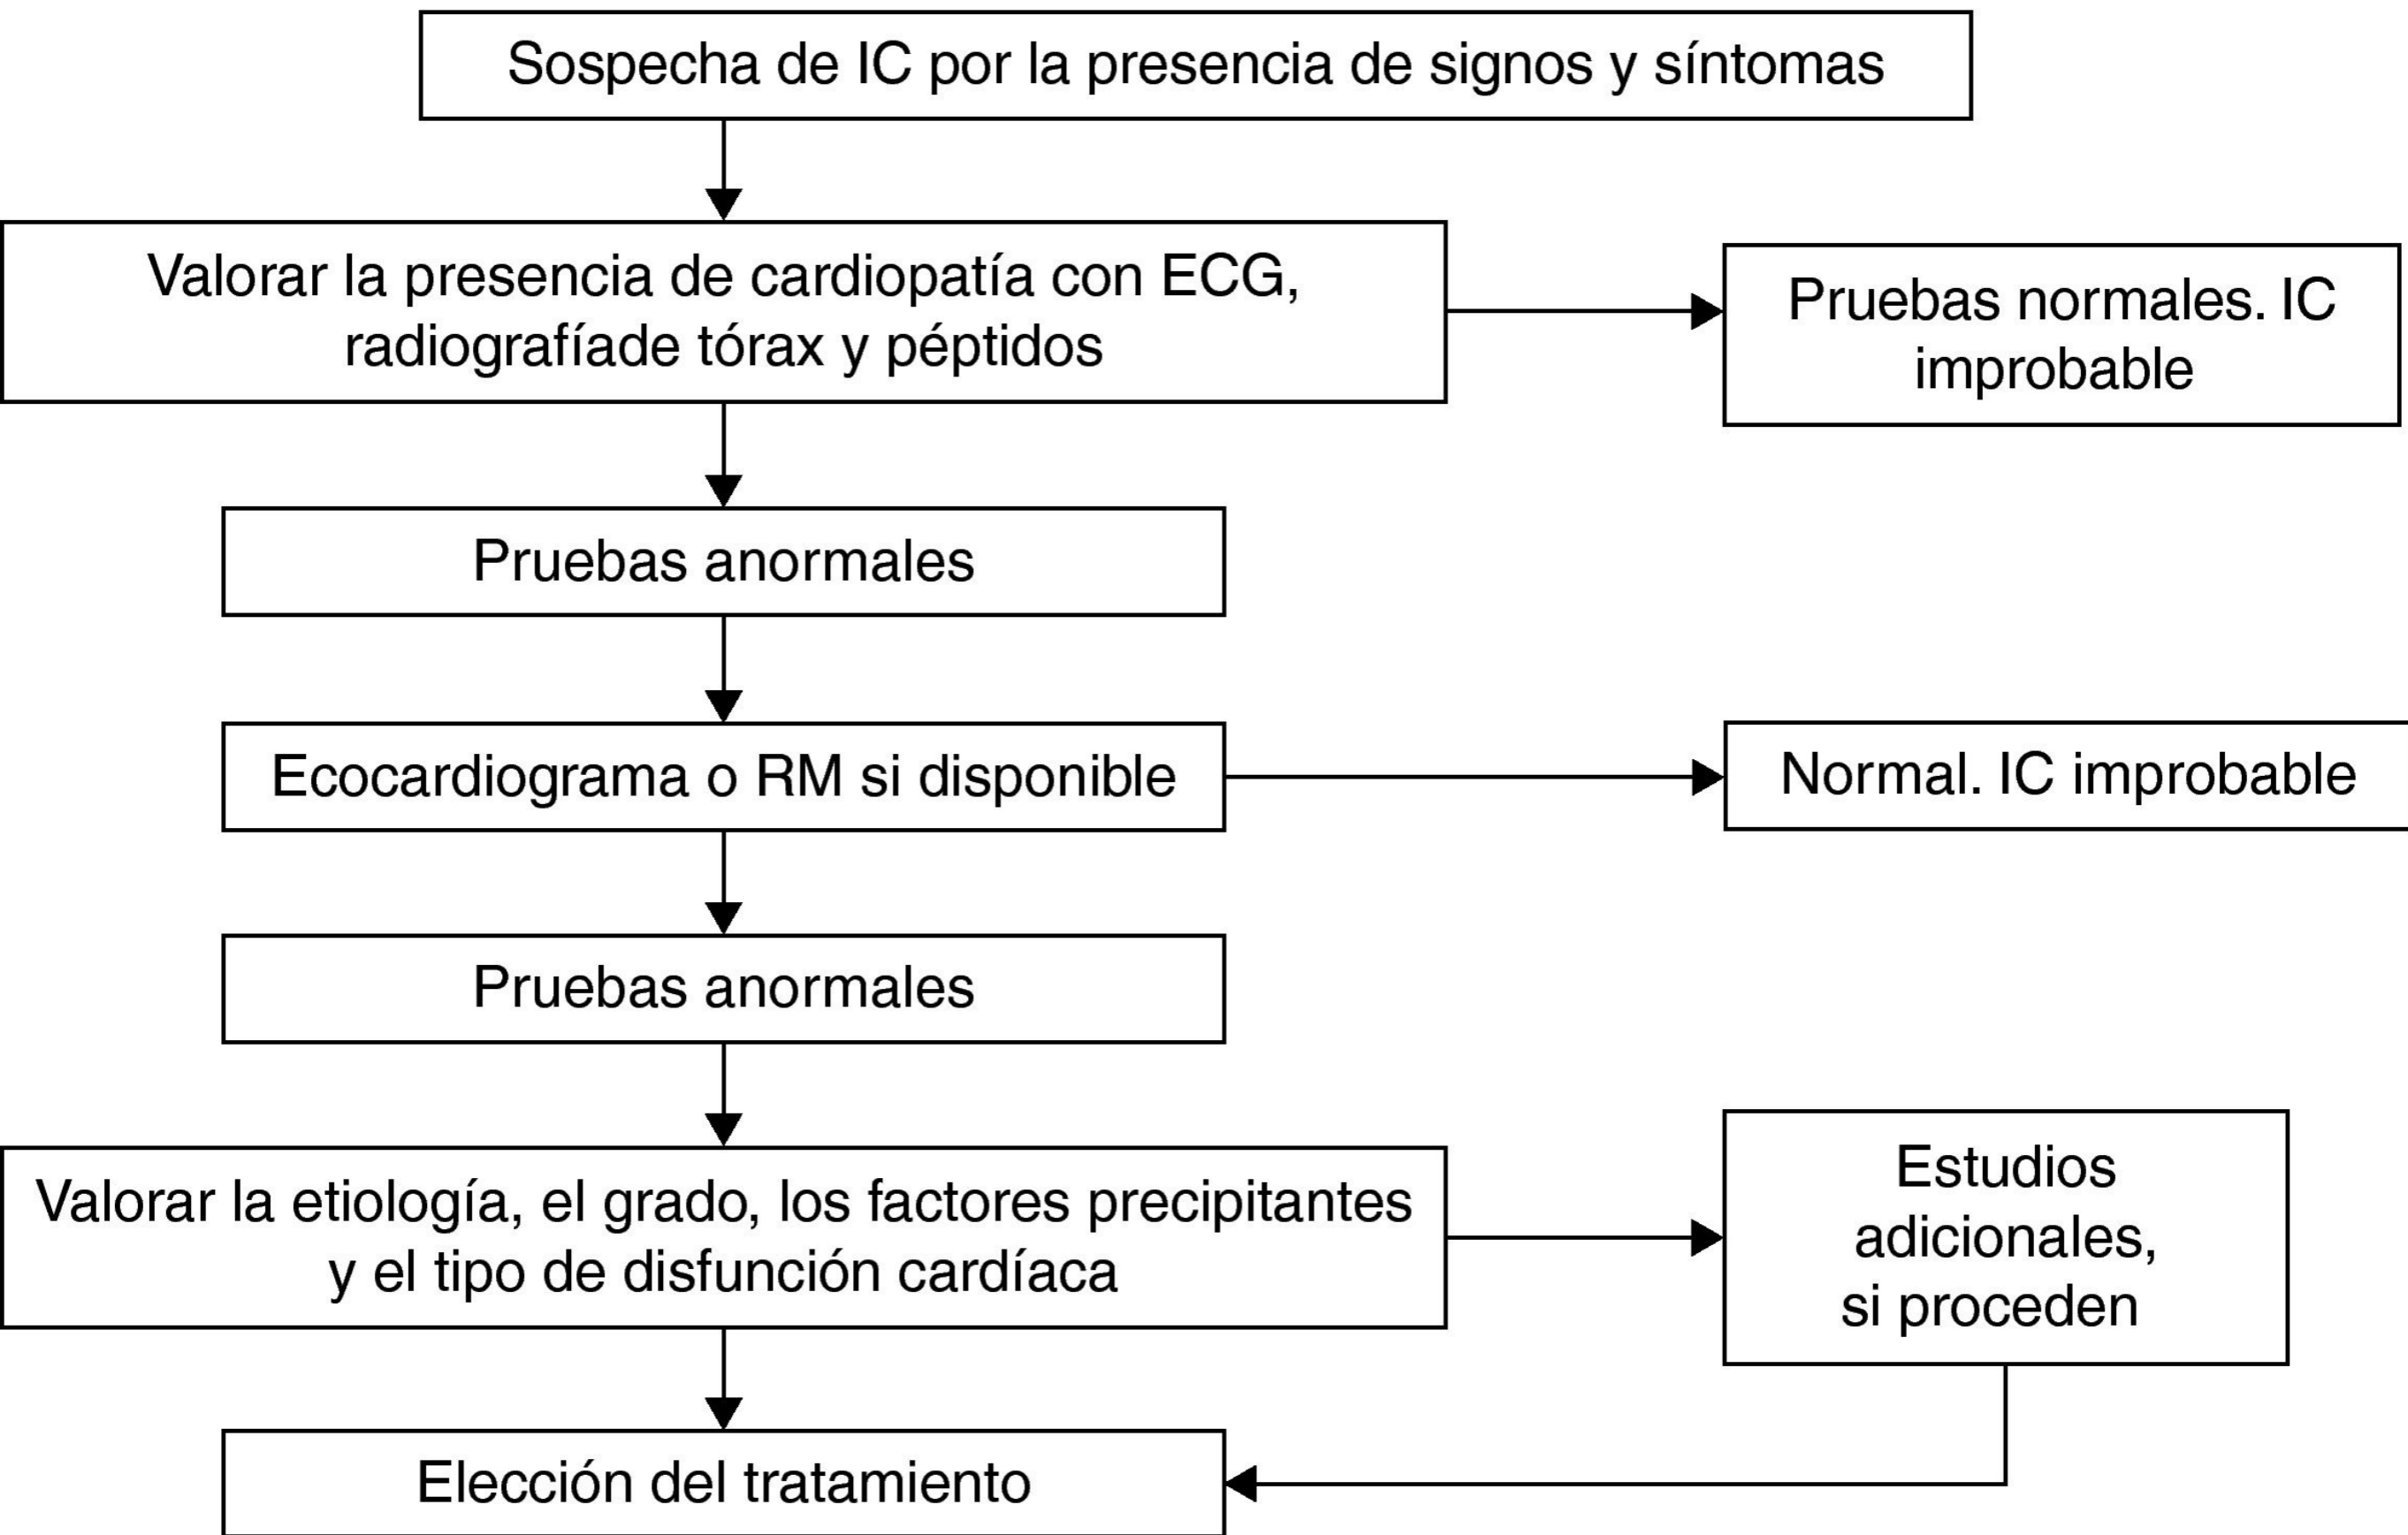 Sospecha de IC por la presencia de signos y síntomas
Valorar la presencia de cardiopatía con ECG,
radiografíade tórax y péptidos
Pruebas normales. IC
improbable
Pruebas anormales
Ecocardiograma o RM si disponible
Normal. IC improbable
Pruebas anormales
Valorar la etiología, el grado, los factores precipitantes
y el tipo de disfunción cardíaca
Estudios
adicionales,
si proceden
Elección del tratamiento